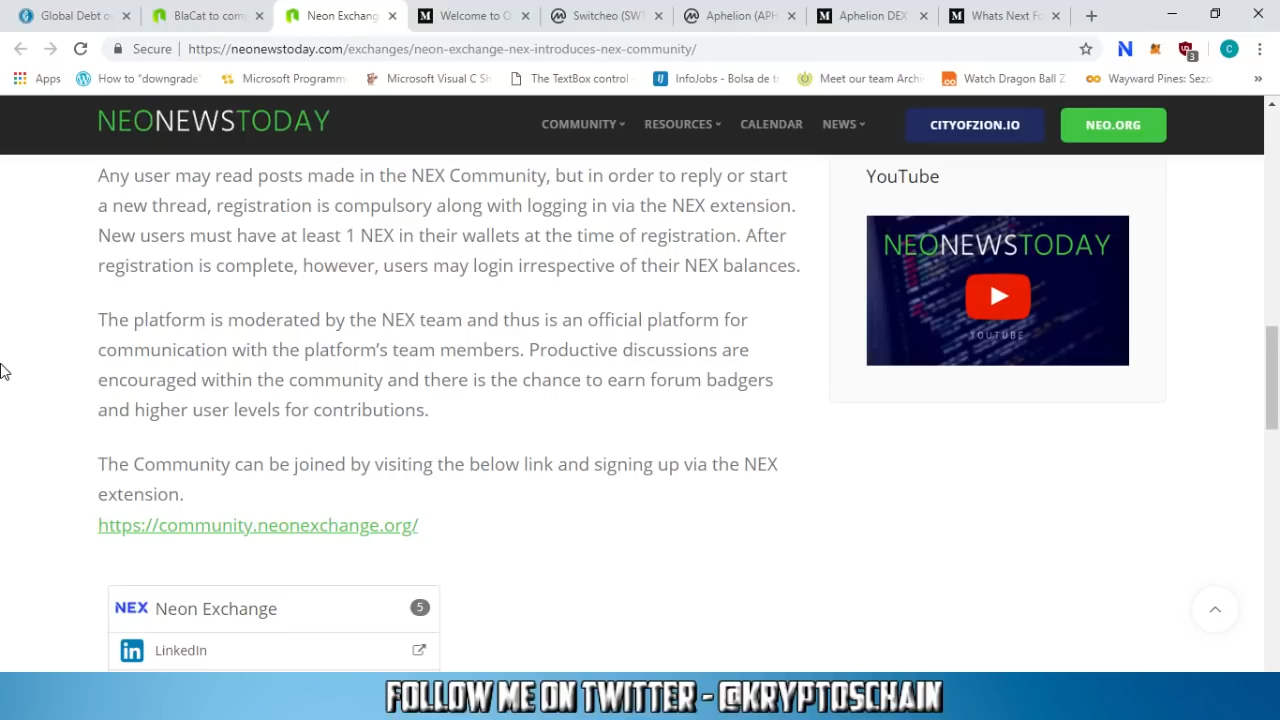 Global Debt o
BlaCat to comp
Neon Exchange
Welcome to C
Switcheo (SWT
Aphelion (APH
Aphelion DEX
Whats Next Fo
Secure | https://neonewstoday.com/exchanges/neon-exchange-nex-introduces-nex-community/
3
C
Apps
How to “downgrade”
Microsoft Programm
Microsoft Visual C Sh
The TextBox control
InfoJobs - Bolsa de tr
Meet our team Archi
Watch Dragon Ball Z
Wayward Pines: Sezo
NEONEWSTODAY
COMMUNITY
RESOURCES
CALENDAR
NEWS
CITYOFZION.IO
NEO.ORG
Any user may read posts made in the NEX Community, but in order to reply or start
a new thread, registration is compulsory along with logging in via the NEX extension.
New users must have at least 1 NEX in their wallets at the time of registration. After
registration is complete, however, users may login irrespective of their NEX balances.
The platform is moderated by the NEX team and thus is an official platform for
communication with the platform’s team members. Productive discussions are
encouraged within the community and there is the chance to earn forum badgers
and higher user levels for contributions.
The Community can be joined by visiting the below link and signing up via the NEX
extension.
https://community.neonexchange.org/
NEX Neon Exchange 5
in LinkedIn
YouTube
NEONEWSTODAY
YOUTUBE
FOLLOW ME ON TWITTER - @KRYPTOSCHAIN